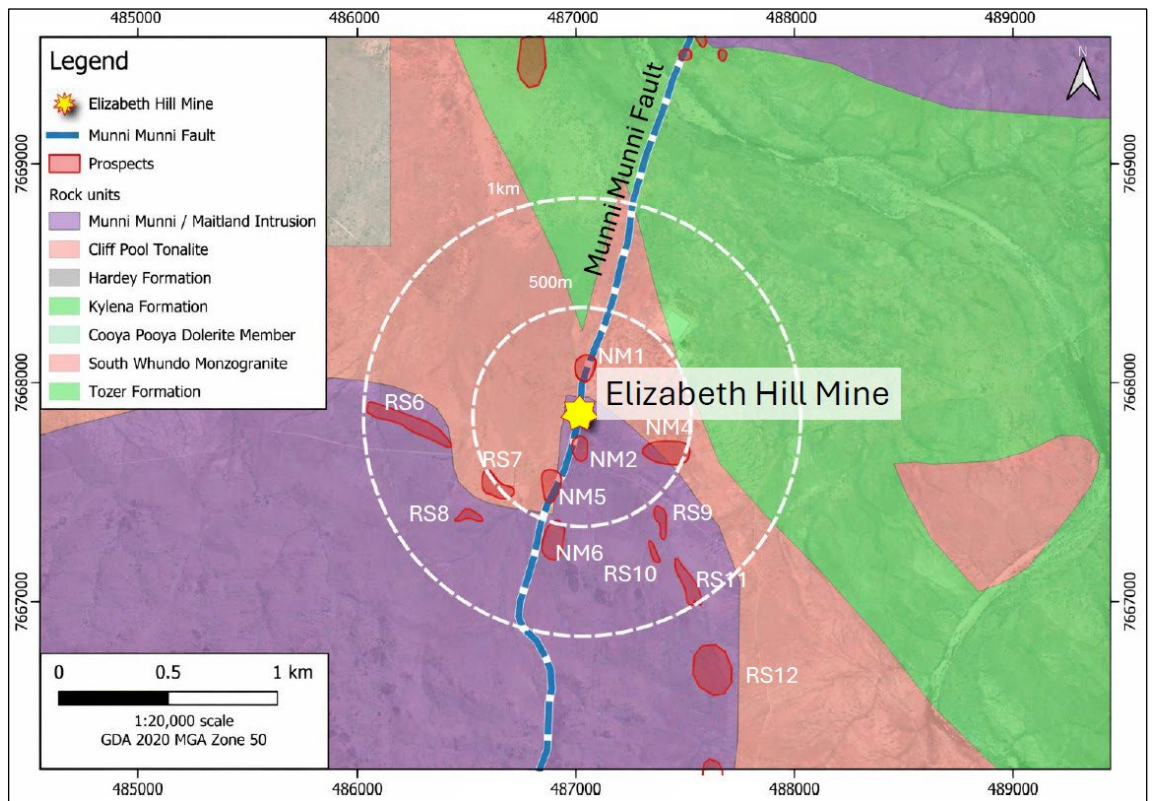 485000 486000 487000 488000 489000
Legend
Elizabeth Hill Mine
Munni Munni Fault
Prospects
Rock units
Munni Munni / Maitland Intrusion
Cliff Pool Tonalite
Hardey Formation
Kylena Formation
Cooya Pooya Dolerite Member
South Whundo Monzogranite
Tozer Formation
N
7669000
7669000
Munni Munni Fault
1km
500m
NM1
7668000
7668000
Elizabeth Hill Mine
RS6
NM4
NM2
RS7
NM5
RS8
RS9
NM6
RS10
RS11
7667000
7667000
RS12
0 0.5 1 km
1:20,000 scale
GDA 2020 MGA Zone 50
485000 486000 487000 488000 489000